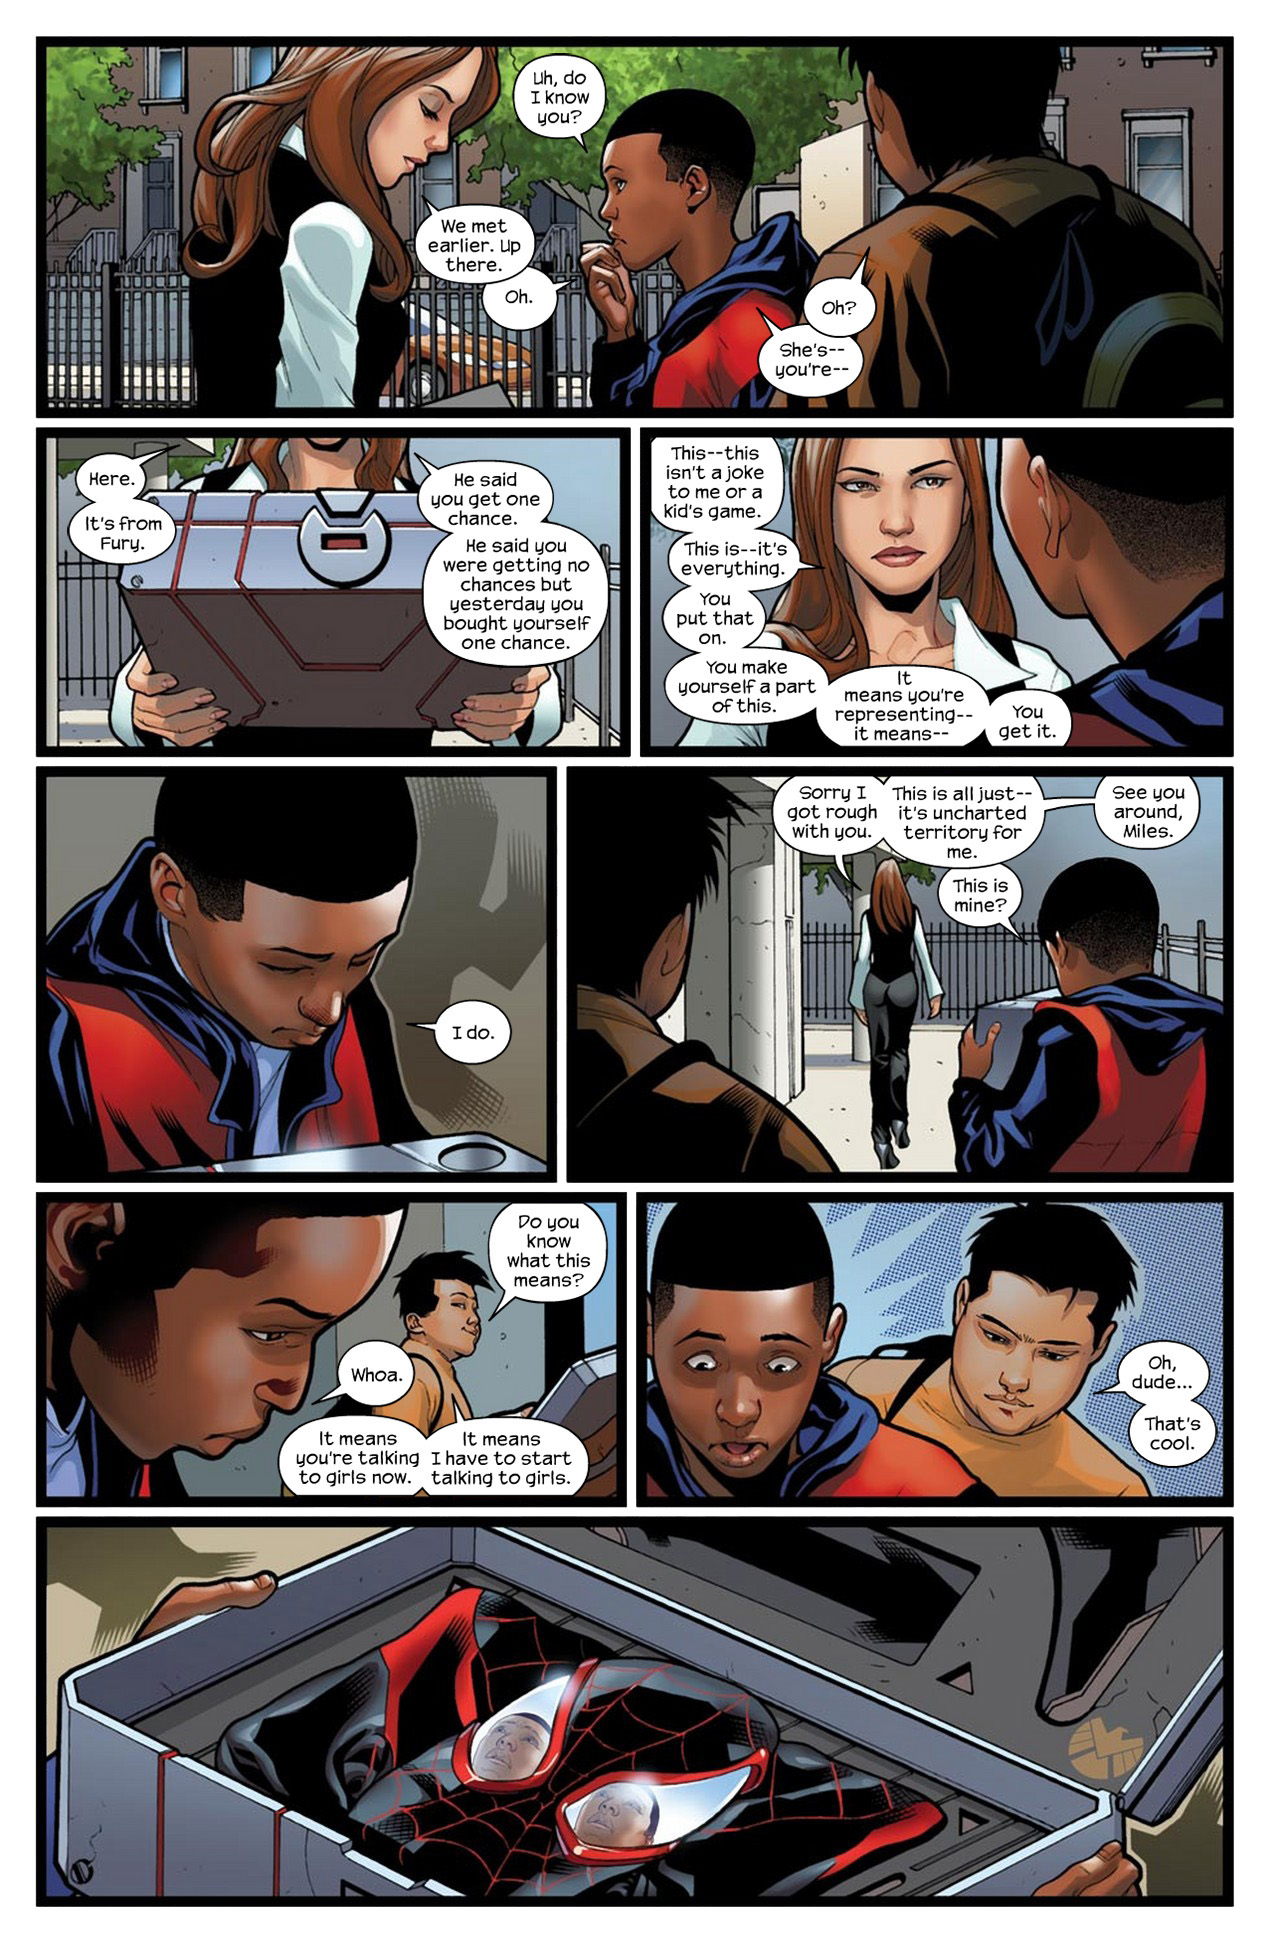 Uh, do
I know
you?
We met
earlier. Up
there.
Oh.
Oh?
She's--
you're--
Here.
It's from
Fury.
He said
you get one
chance.
He said you
were getting no
chances but
yesterday you
bought yourself
one chance.
This--this
isn't a joke
to me or a
kid's game.
This is--it's
everything.
You
put that
on.
You make
yourself a part
of this.
It
means you're
representing--
it means--
You
get it.
I do.
Sorry I
got rough
with you.
This is all just--
it's uncharted
territory for
me.
See you
around,
Miles.
This is
mine?
Do you
know
what this
means?
Whoa.
It means
you're talking
to girls now.
It means
I have to start
talking to girls.
Oh,
dude...
That's
cool.